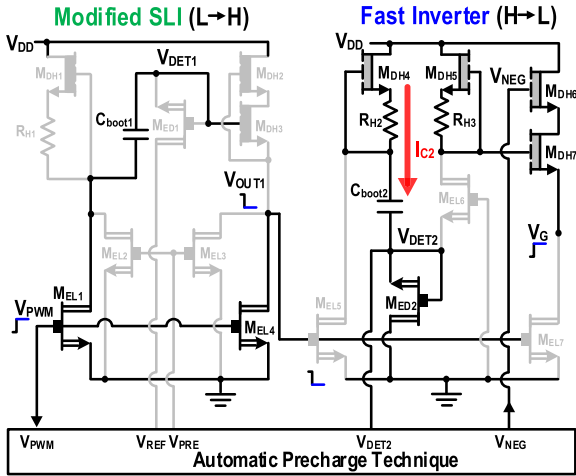 Modified SLI (L→H)
Fast Inverter (H→L)
VDD
VDET1
MDH1
MDH2
RH1
Cboot1
MED1
MDH3
VOUT1
MEL2
MEL3
MEL1
VPWM
MEL4
VDD
MDH4
MDH5
VNEG
MDH6
RH2
RH3
IC2
MDH7
Cboot2
MEL6
VDET2
VG
MED2
MEL5
MEL7
VPWM
VREF
VPRE
VDET2
VNEG
Automatic Precharge Technique